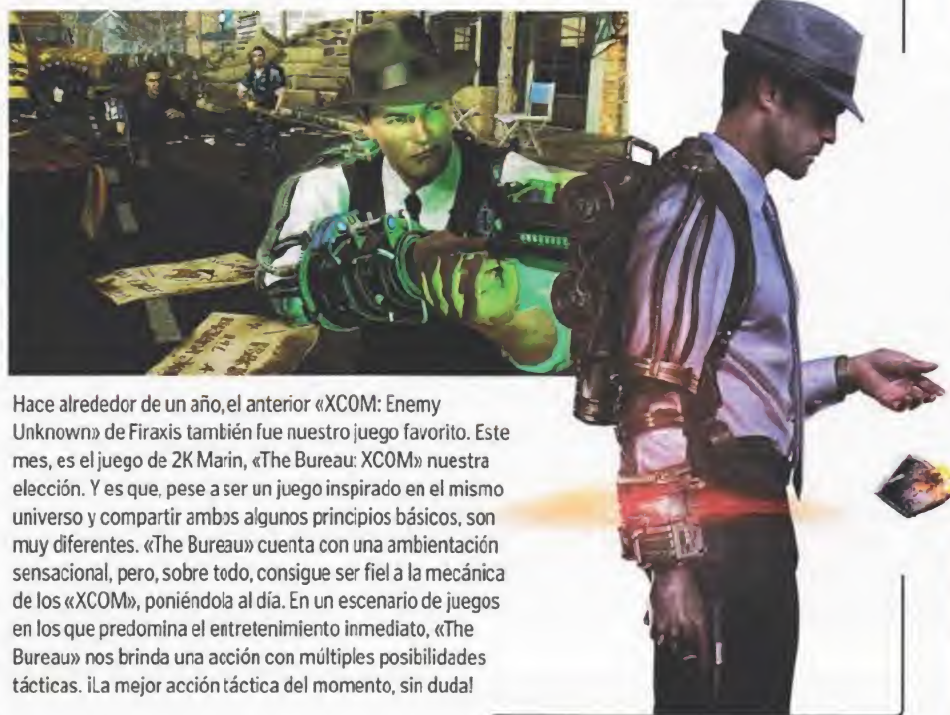 Hace alrededor de un año, el anterior «XCOM: Enemy
Unknown» de Firaxis también fue nuestro juego favorito. Este
mes, es el juego de 2K Marin, «The Bureau: XCOM» nuestra
elección. Y es que, pese a ser un juego inspirado en el mismo
universo y compartir ambos algunos principios básicos, son
muy diferentes. «The Bureau» cuenta con una ambientación
sensacional, pero, sobre todo, consigue ser fiel a la mecánica
de los «XCOM», poniéndola al día. En un escenario de juegos
en los que predomina el entretenimiento inmediato, «The
Bureau» nos brinda una acción con múltiples posibilidades
tácticas. ¡La mejor acción táctica del momento, sin duda!